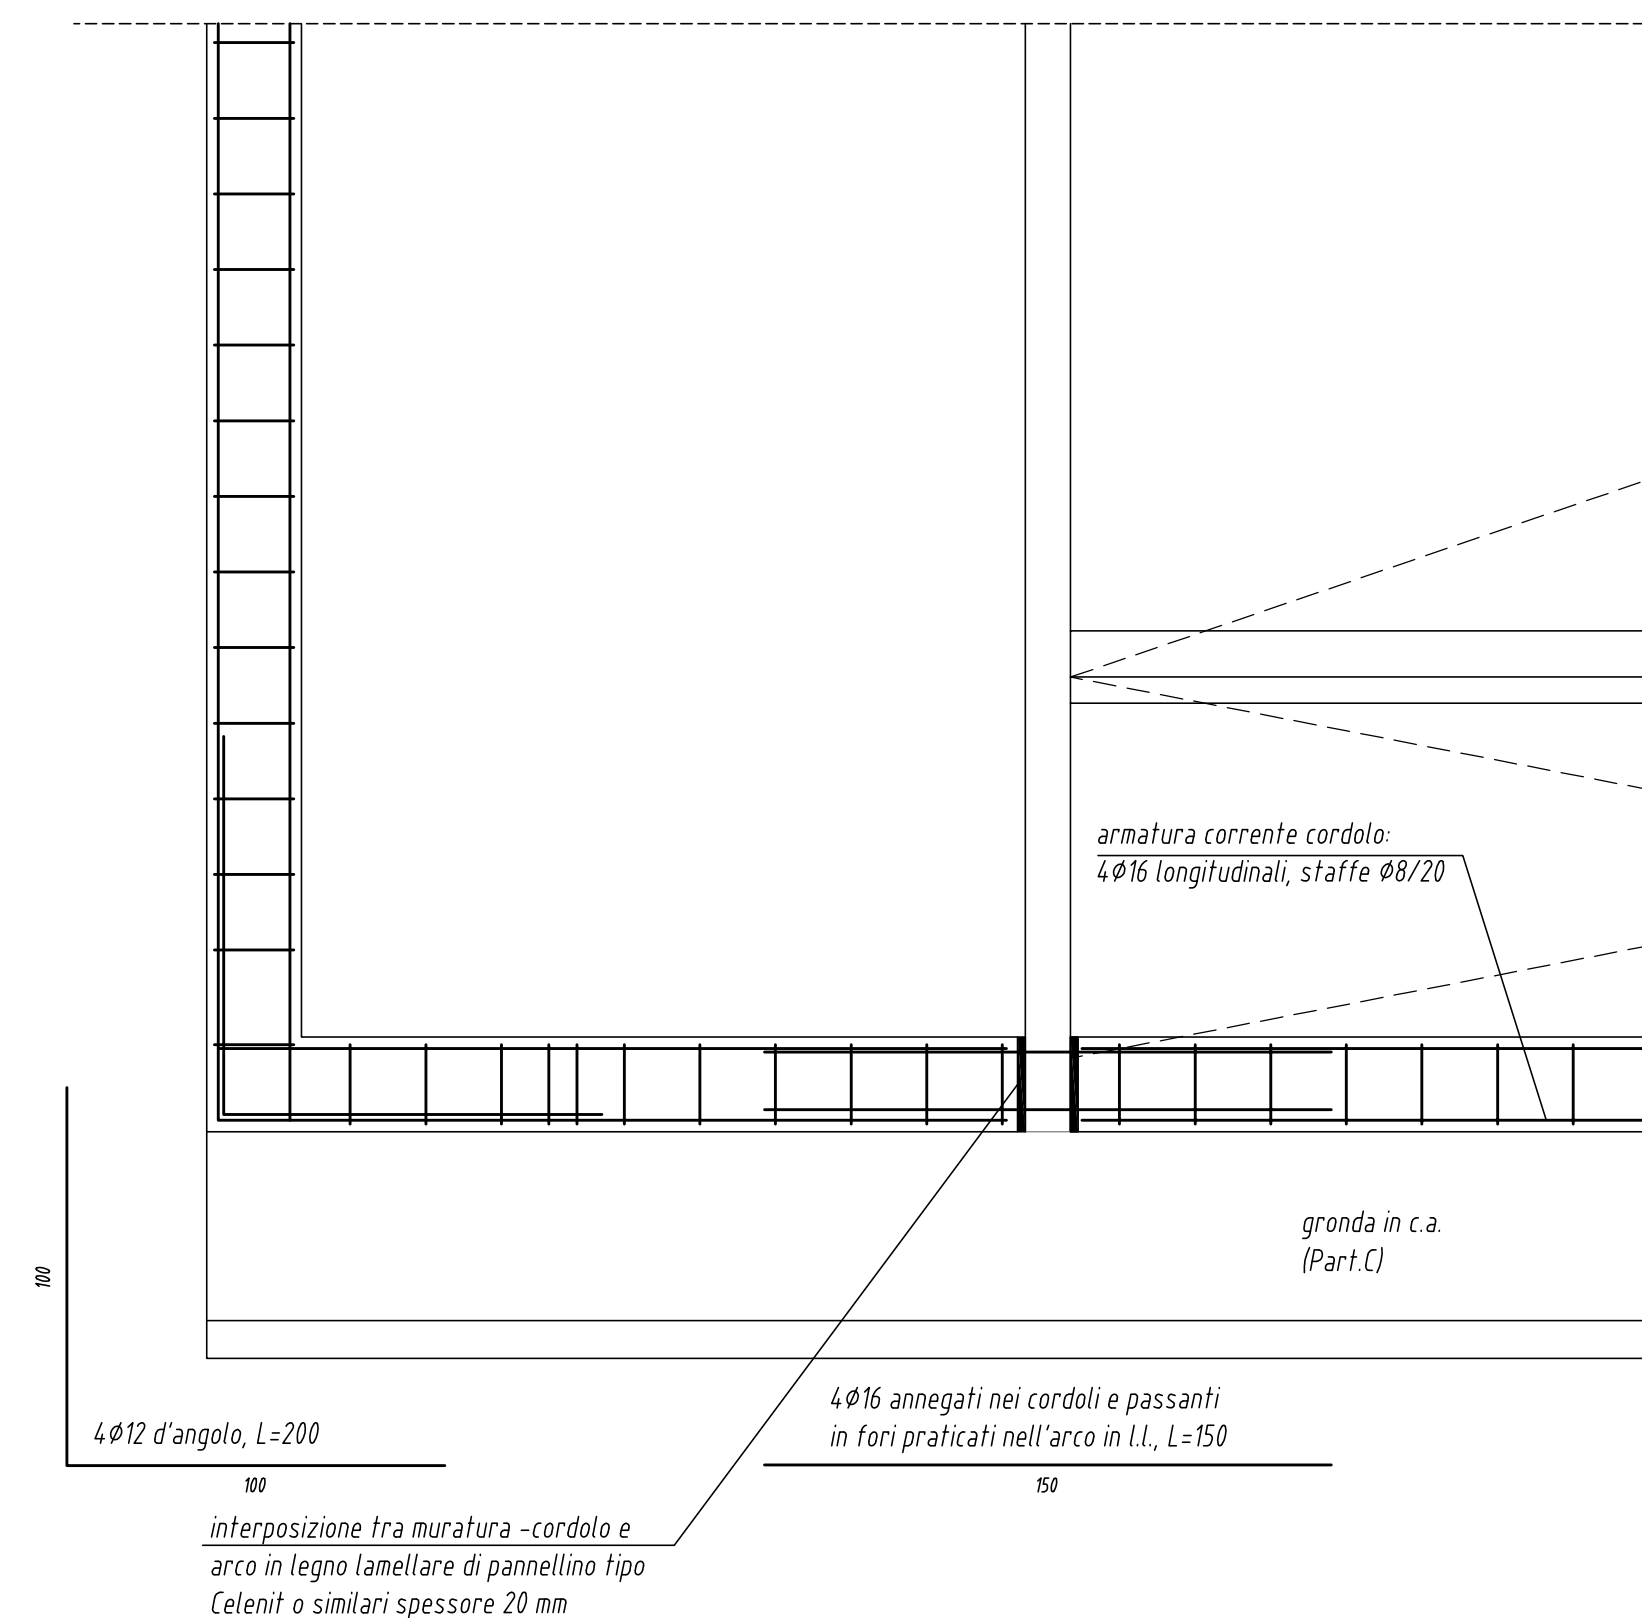 armatura corrente cordolo:
4Ø16 longitudinali, staffe Ø8/20
gronda in c.a.
(Part.C)
100
4Ø12 d'angolo, L=200
100
4Ø16 annegati nei cordoli e passanti
in fori praticati nell'arco in l.l., L=150
150
interposizione tra muratura -cordolo e
arco in legno lamellare di pannellino tipo
Celenit o similari spessore 20 mm